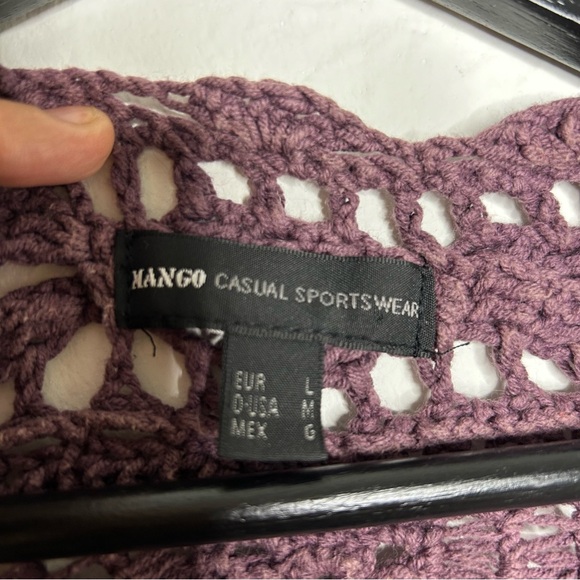 MANGO CASUAL SPORTSWEAR
EUR L
D-USA M
MEX G